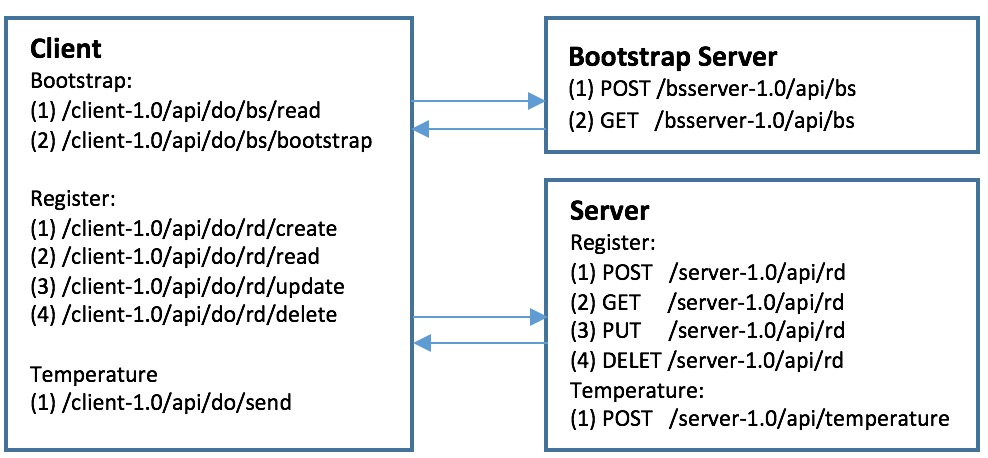 Client
Bootstrap:
(1) /client-1.0/api/do/bs/read
(2) /client-1.0/api/do/bs/bootstrap
Register:
(1) /client-1.0/api/do/rd/create
(2) /client-1.0/api/do/rd/read
(3) /client-1.0/api/do/rd/update
(4) /client-1.0/api/do/rd/delete
Temperature
(1) /client-1.0/api/do/send
Bootstrap Server
(1) POST /bsserver-1.0/api/bs
(2) GET /bsserver-1.0/api/bs
Server
Register:
(1) POST /server-1.0/api/rd
(2) GET /server-1.0/api/rd
(3) PUT /server-1.0/api/rd
(4) DELET /server-1.0/api/rd
Temperature:
(1) POST /server-1.0/api/temperature